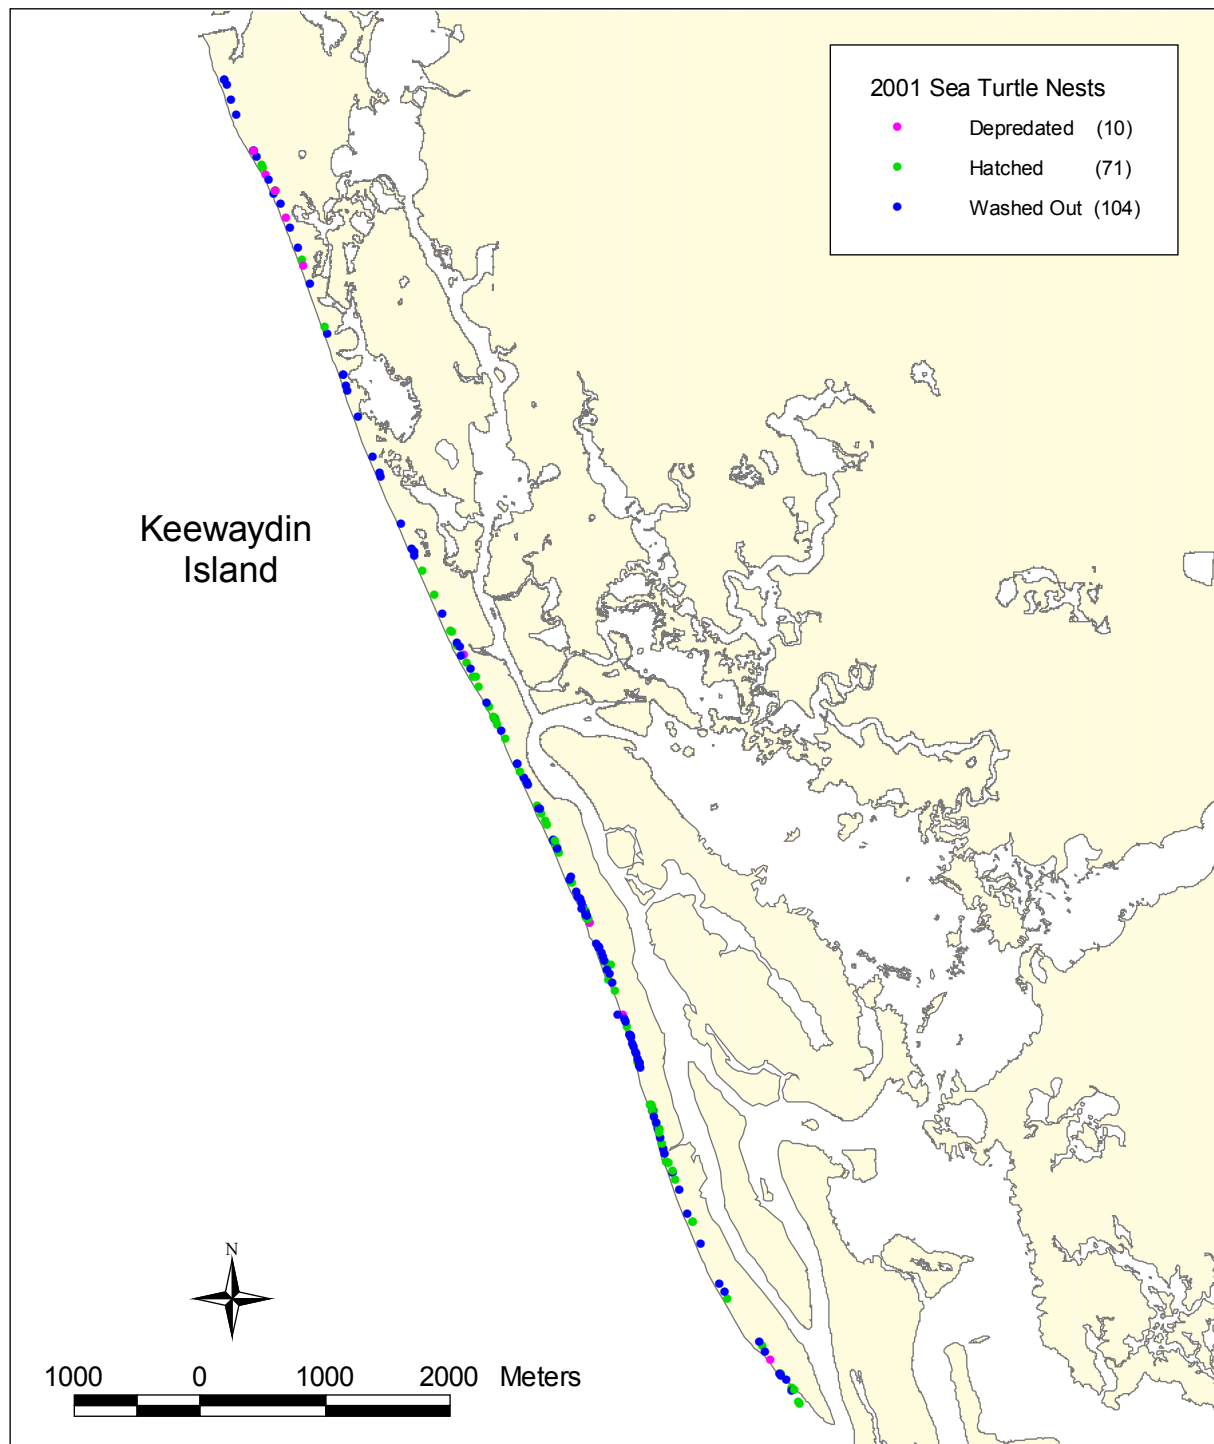 2001 Sea Turtle Nests
Depredated (10)
Hatched (71)
Washed Out (104)
Keewaydin
Island
N
1000 0 1000 2000 Meters